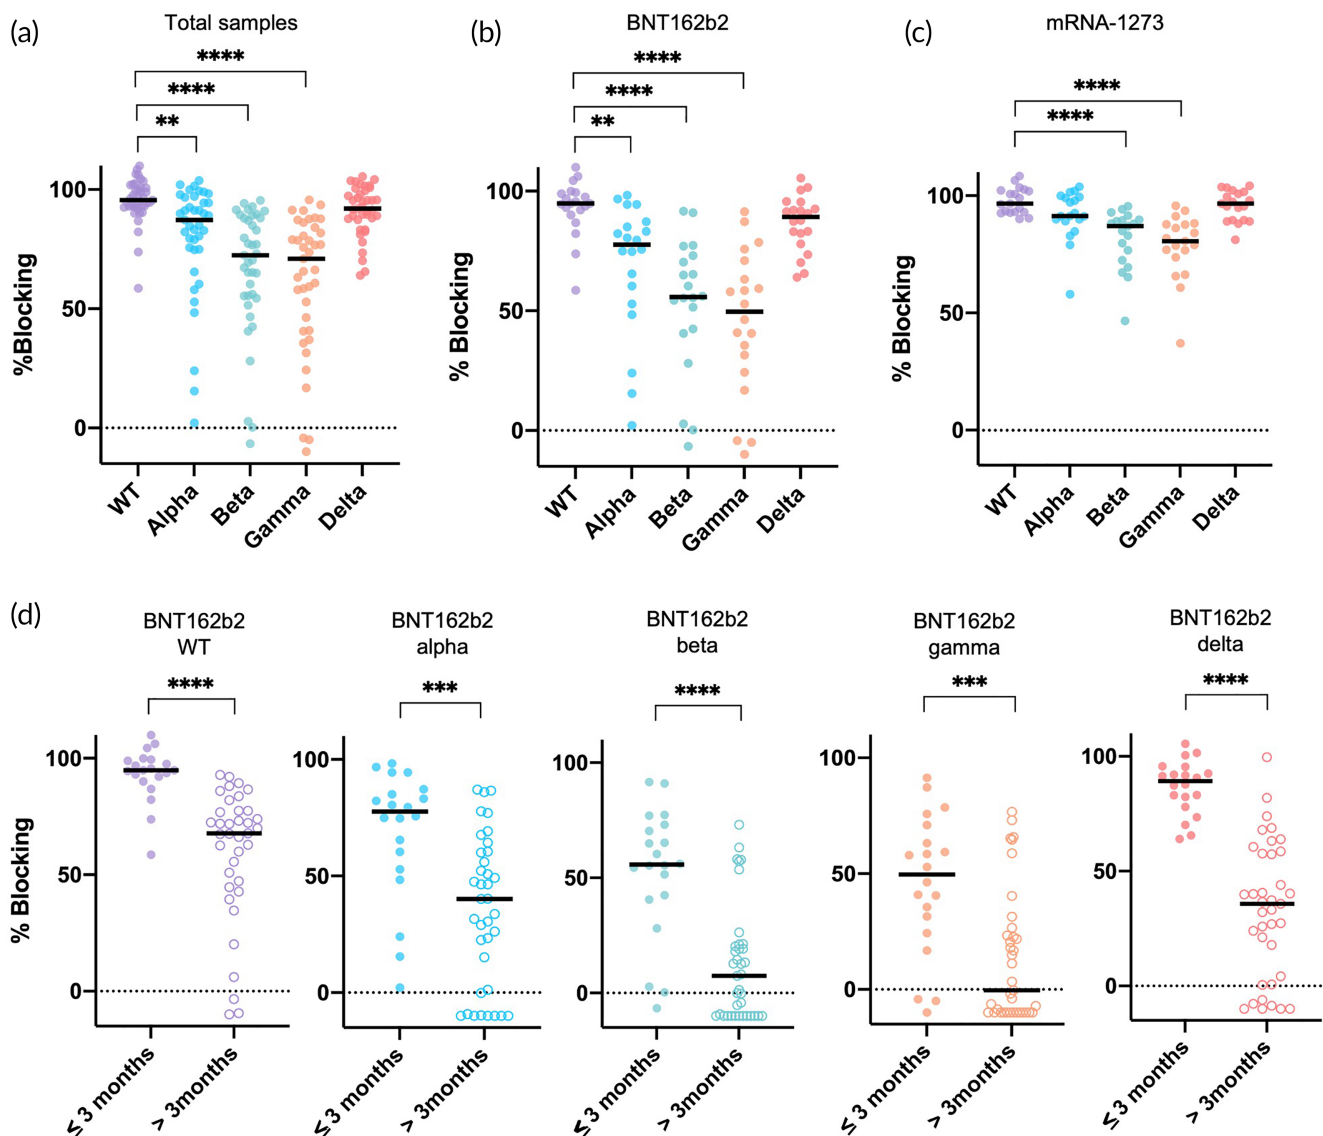 (a)
Total samples
****
****
**
%Blocking
100
50
0
WT
Alpha
Beta
Gamma
Delta
(b)
BNT162b2
****
****
**
% Blocking
100
50
0
WT
Alpha
Beta
Gamma
Delta
(c)
mRNA-1273
****
****
% Blocking
100
50
0
WT
Alpha
Beta
Gamma
Delta
(d)
BNT162b2
WT
****
% Blocking
100
50
0
≤ 3 months
> 3months
BNT162b2
alpha
***
100
50
0
≤ 3 months
> 3months
BNT162b2
beta
****
100
50
0
≤ 3 months
> 3months
BNT162b2
gamma
***
100
50
0
≤ 3 months
> 3months
BNT162b2
delta
****
100
50
0
≤ 3 months
> 3months